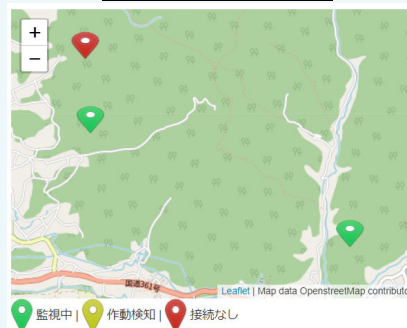 +
−
国道361号
Leaflet | Map data OpenstreetMap contributo
監視中 | 作動検知 | 接続なし